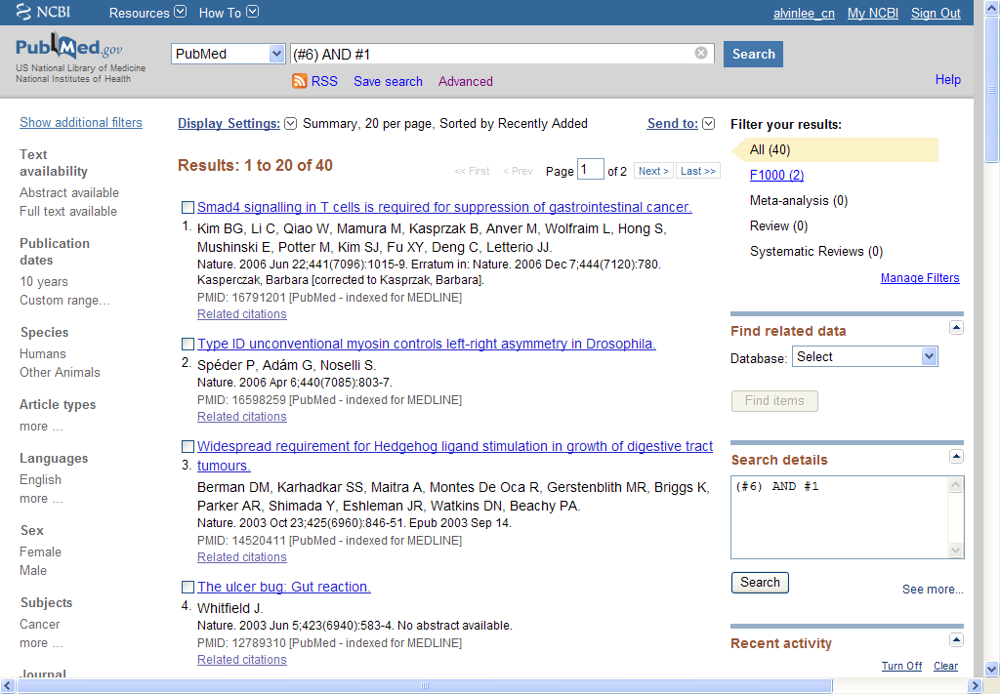 NCBI Resources How To alvinlee_cn My NCBI Sign Out
PubMed.gov
US National Library of Medicine
National Institutes of Health
PubMed (#6) AND #1 Search
RSS Save search Advanced Help
Show additional filters
Text
availability
Abstract available
Full text available
Publication
dates
10 years
Custom range...
Species
Humans
Other Animals
Article types
more ...
Languages
English
more ...
Sex
Female
Male
Subjects
Cancer
more ...
Journal
Display Settings: Summary, 20 per page, Sorted by Recently Added Send to:
Results: 1 to 20 of 40
<< First < Prev Page 1 of 2 Next > Last >>
Smad4 signalling in T cells is required for suppression of gastrointestinal cancer.
1. Kim BG, Li C, Qiao W, Mamura M, Kasprzak B, Anver M, Wolfraim L, Hong S,
Mushinski E, Potter M, Kim SJ, Fu XY, Deng C, Letterio JJ.
Nature. 2006 Jun 22;441(7096):1015-9. Erratum in: Nature. 2006 Dec 7;444(7120):780.
Kasperczak, Barbara [corrected to Kasprzak, Barbara].
PMID: 16791201 [PubMed - indexed for MEDLINE]
Related citations
Type ID unconventional myosin controls left-right asymmetry in Drosophila.
2. Spéder P, Adám G, Noselli S.
Nature. 2006 Apr 6;440(7085):803-7.
PMID: 16598259 [PubMed - indexed for MEDLINE]
Related citations
Widespread requirement for Hedgehog ligand stimulation in growth of digestive tract
3. tumours.
Berman DM, Karhadkar SS, Maitra A, Montes De Oca R, Gerstenblith MR, Briggs K,
Parker AR, Shimada Y, Eshleman JR, Watkins DN, Beachy PA.
Nature. 2003 Oct 23;425(6960):846-51. Epub 2003 Sep 14.
PMID: 14520411 [PubMed - indexed for MEDLINE]
Related citations
The ulcer bug: Gut reaction.
4. Whitfield J.
Nature. 2003 Jun 5;423(6940):583-4. No abstract available.
PMID: 12789310 [PubMed - indexed for MEDLINE]
Related citations
Filter your results:
All (40)
F1000 (2)
Meta-analysis (0)
Review (0)
Systematic Reviews (0)
Manage Filters
Find related data
Database: Select
Find items
Search details
(#6) AND #1
Search
See more...
Recent activity
Turn Off Clear